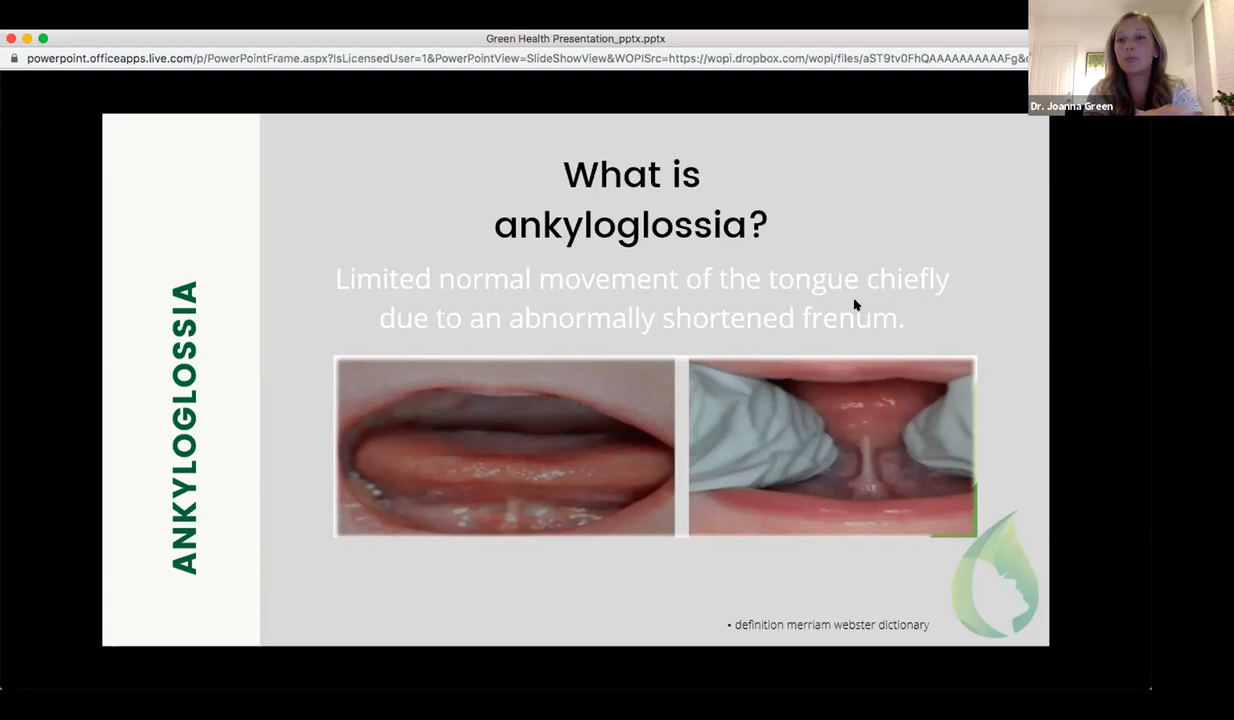 Green Health Presentation_pptx.pptx
powerpoint.officeapps.live.com/p/PowerPointFrame.aspx?IsLicensedUser=1&PowerPointView=SlideShowView&WOPISrc=https://wopi.dropbox.com/wopi/files/aST9tv0FhQAAAAAAAAAAFg&
Dr. Joanna Green
What is
ankyloglossia?
Limited normal movement of the tongue chiefly
due to an abnormally shortened frenum.
ANKYLOGLOSSIA
• definition merriam webster dictionary